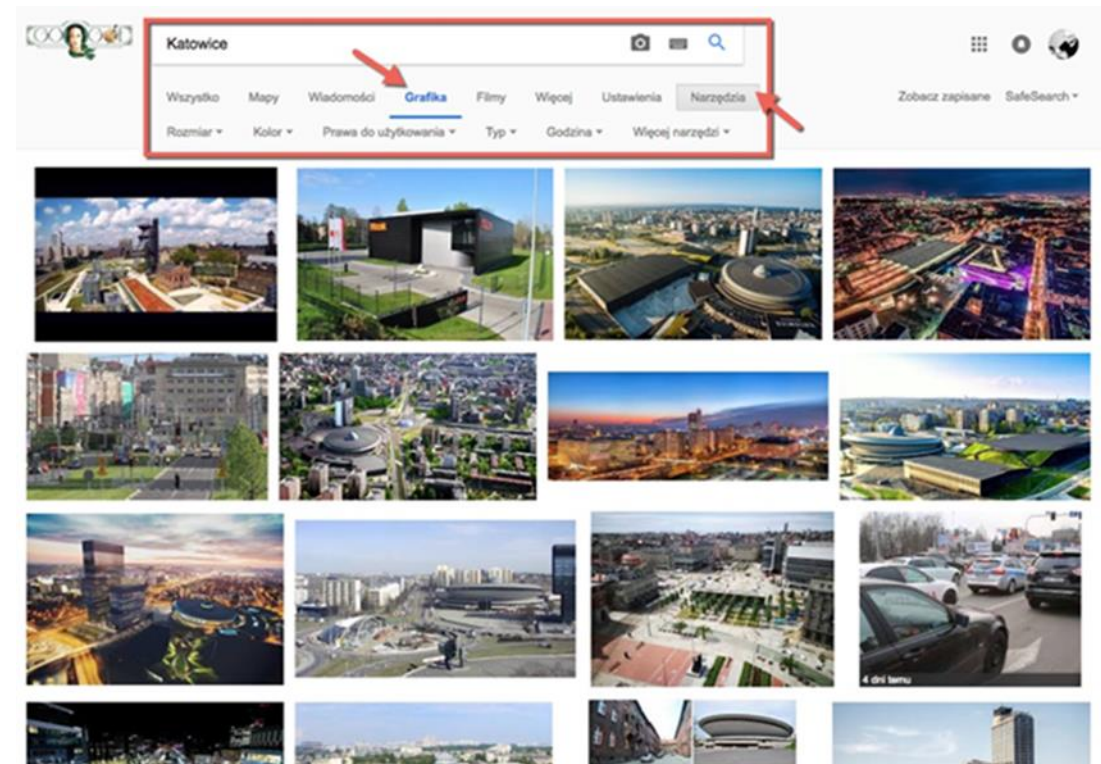 Katowice
Wszystko Mapy Wiadomości Grafika Filmy Więcej Ustawienia Narzędzia
Zobacz zapisane SafeSearch
Rozmiar Kolor Prawa do użytkowania Typ Godzina Więcej narzędzi
4 dni temu